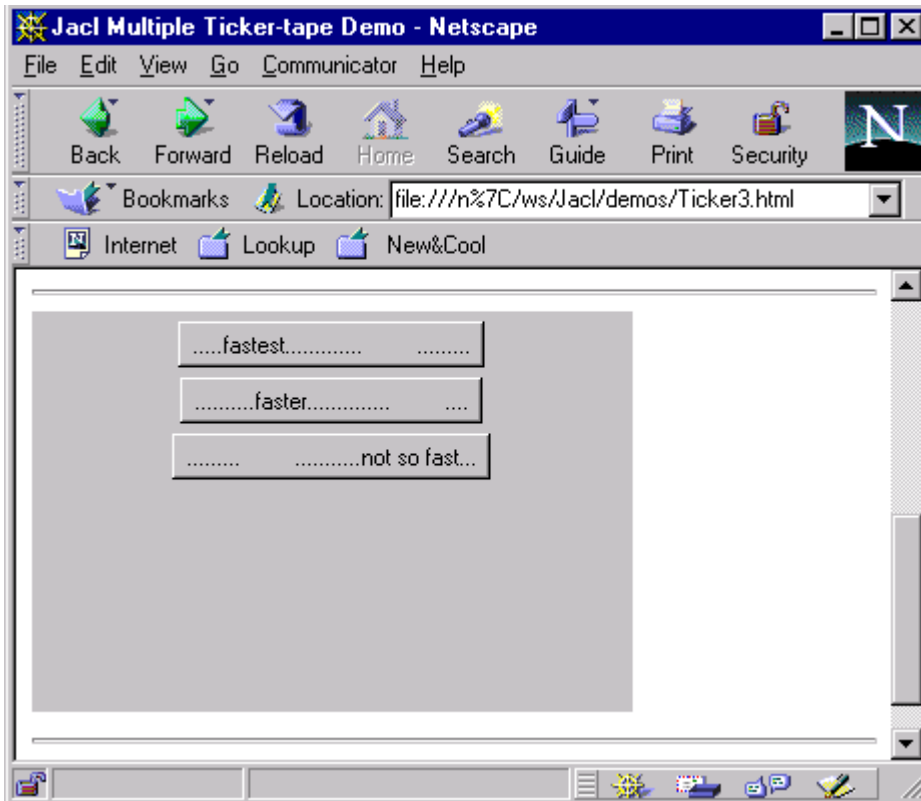 Jacl Multiple Ticker-tape Demo - Netscape
File Edit View Go Communicator Help
Back Forward Reload Home Search Guide Print Security
N
Bookmarks Location: file:///n%7C/ws/Jacl/demos/Ticker3.html
Internet Lookup New&Cool
.....fastest............. .........
..........faster.............. ....
......... ............not so fast...